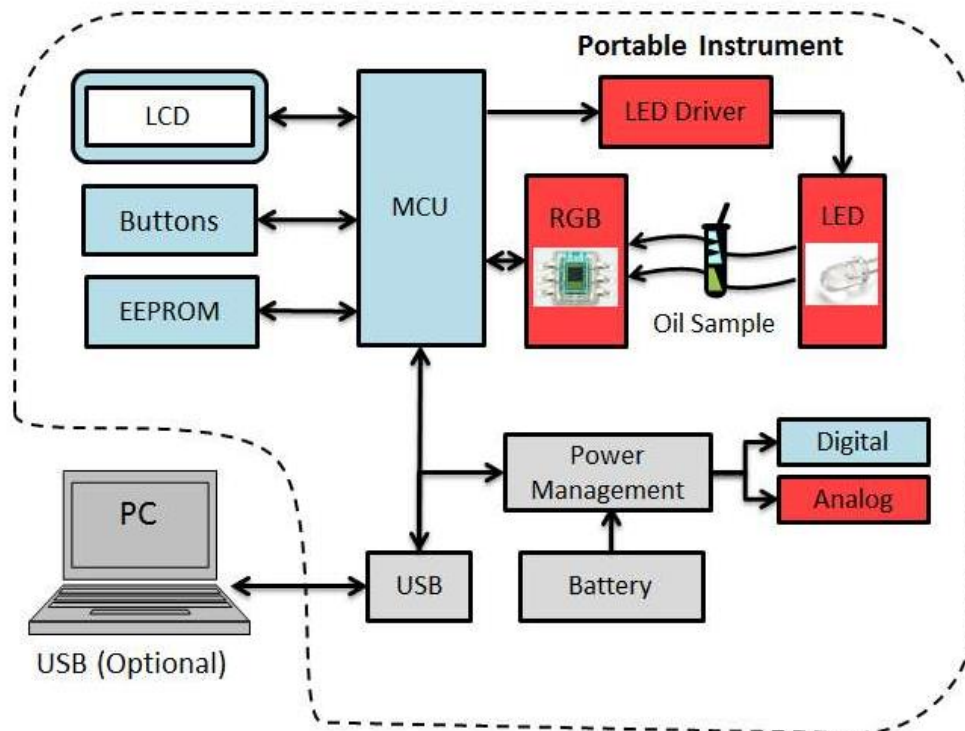 Portable Instrument
LCD
MCU
LED Driver
Buttons
RGB
LED
EEPROM
Oil Sample
Power
Management
Digital
Analog
PC
USB
Battery
USB (Optional)